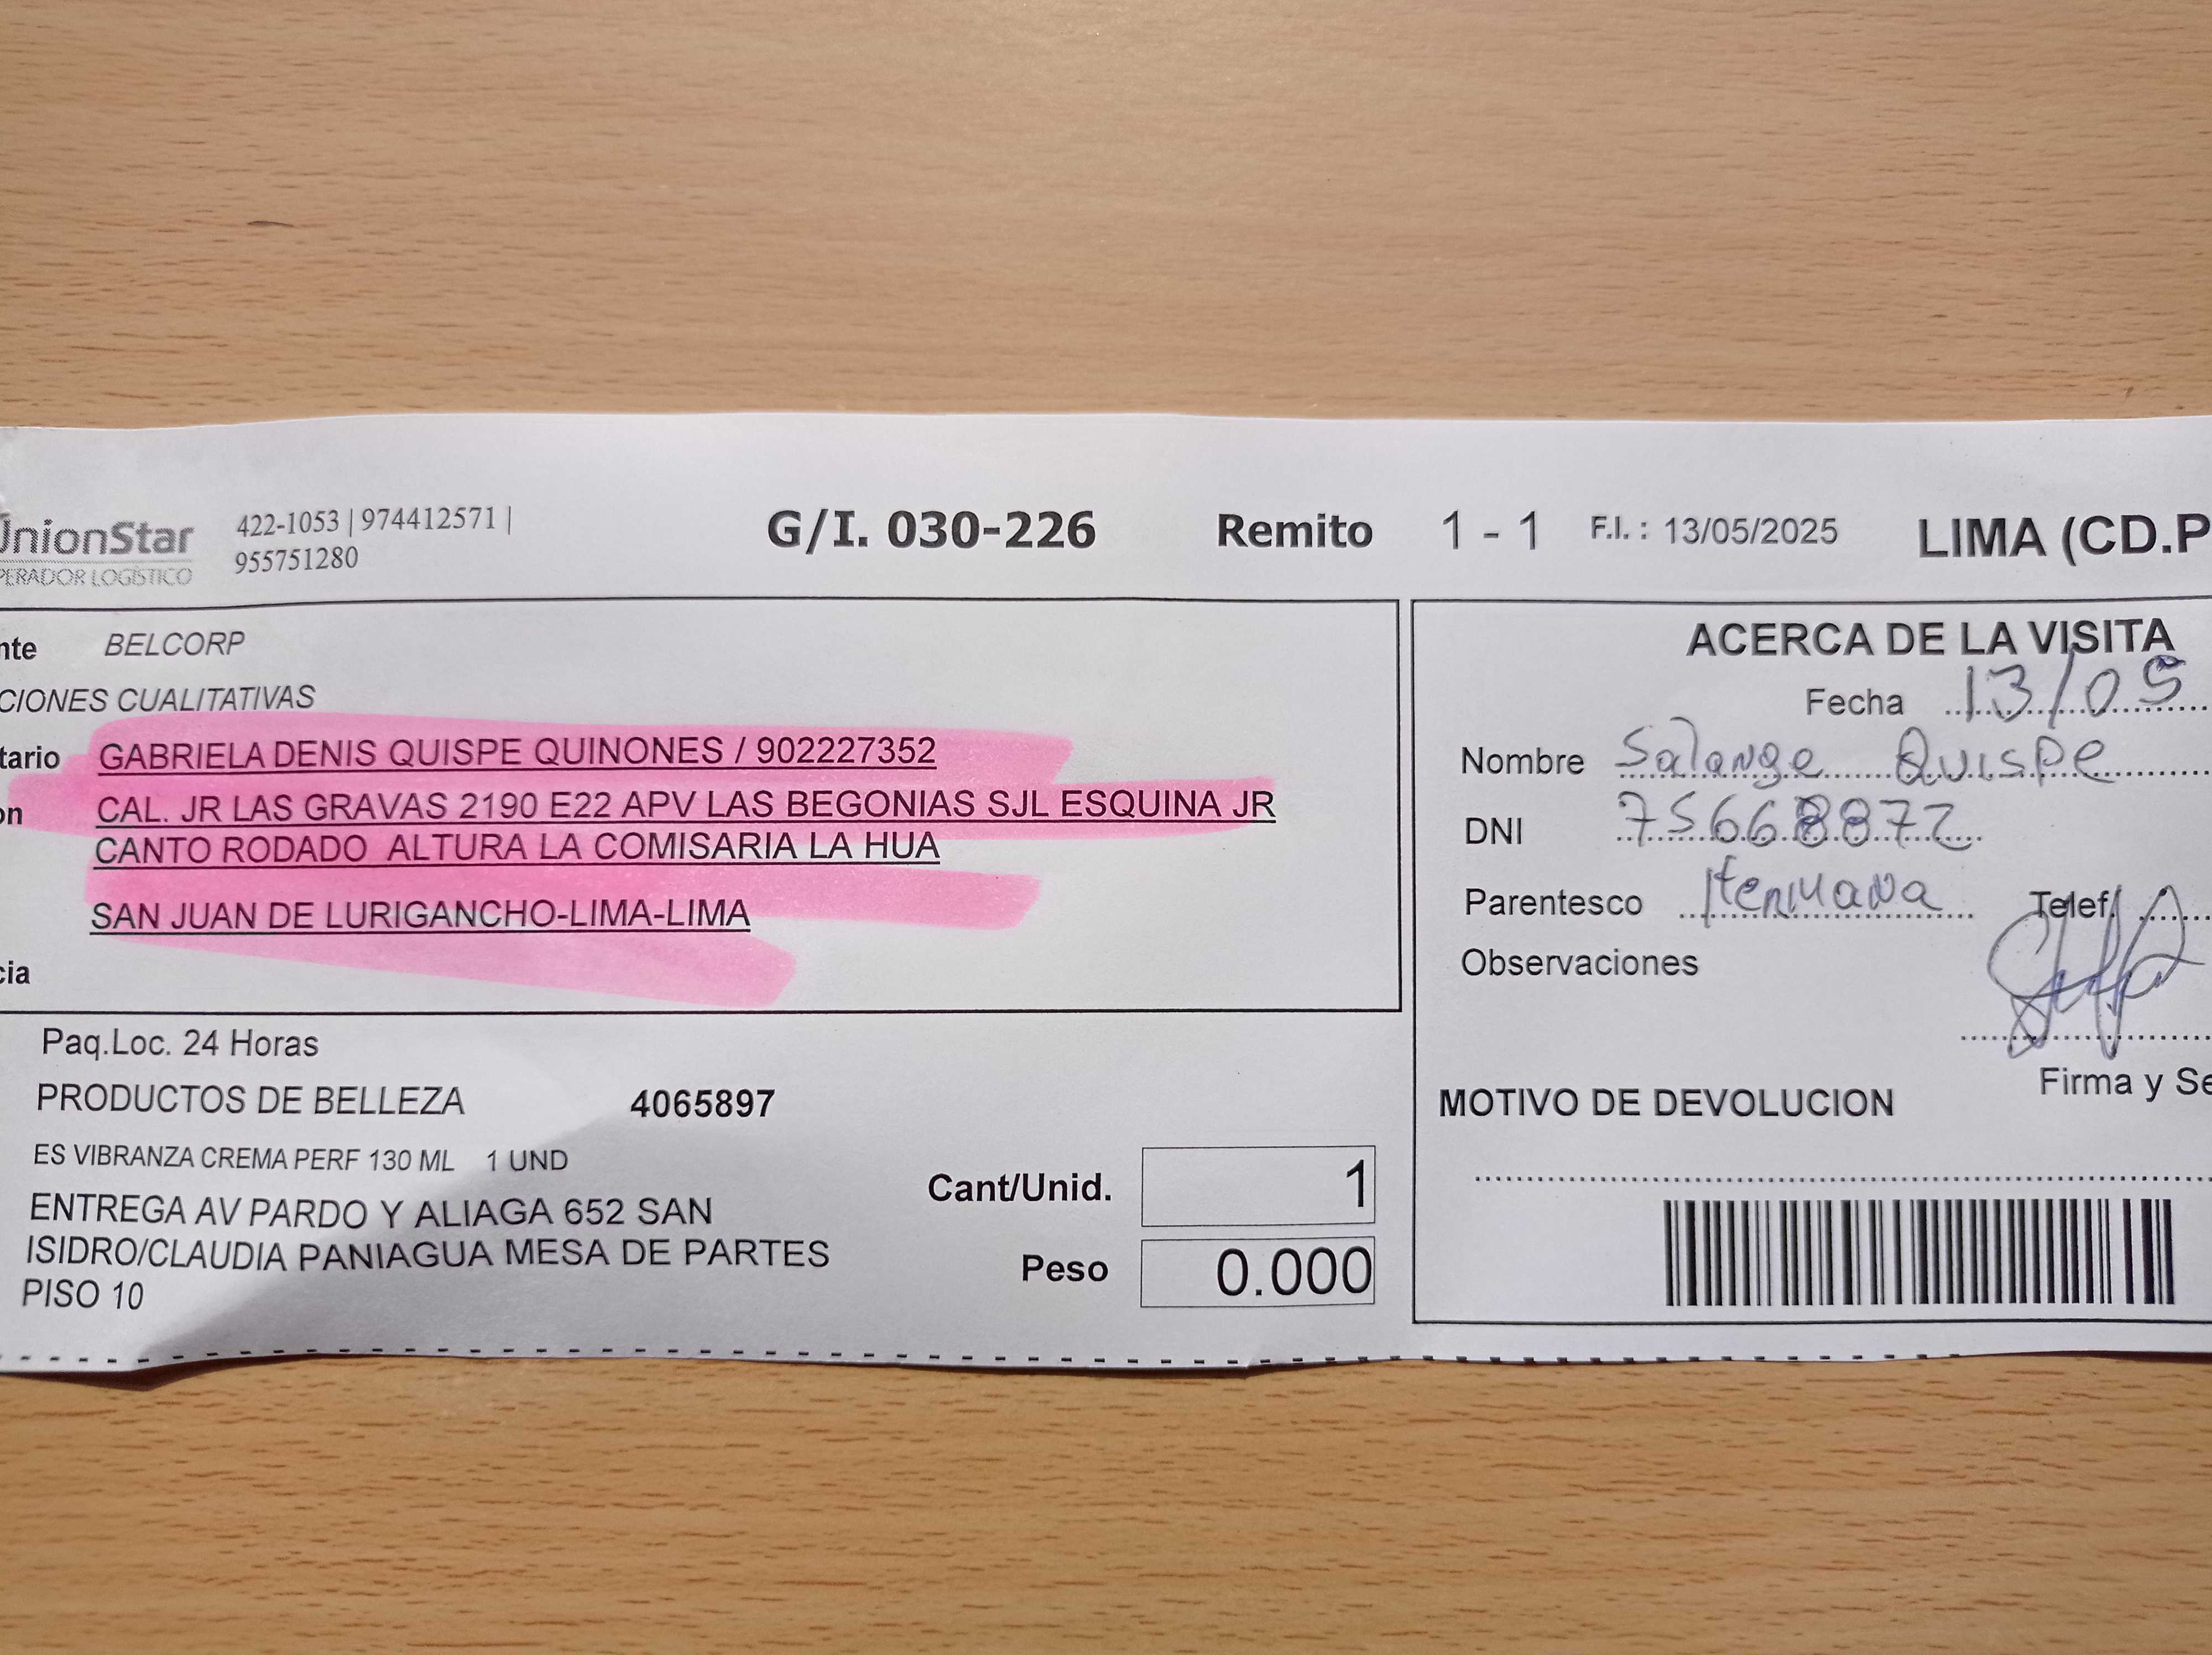 UnionStar
OPERADOR LOGÍSTICO
422-1053 | 974412571 |
955751280
G/I. 030-226
Remito 1 - 1
F.I. : 13/05/2025
LIMA (CD.P
nte BELCORP
CIONES CUALITATIVAS
tario GABRIELA DENIS QUISPE QUINONES / 902227352
on CAL. JR LAS GRAVAS 2190 E22 APV LAS BEGONIAS SJL ESQUINA JR
CANTO RODADO ALTURA LA COMISARIA LA HUA
SAN JUAN DE LURIGANCHO-LIMA-LIMA
cia
Paq.Loc. 24 Horas
PRODUCTOS DE BELLEZA 4065897
ES VIBRANZA CREMA PERF 130 ML 1 UND
ENTREGA AV PARDO Y ALIAGA 652 SAN
ISIDRO/CLAUDIA PANIAGUA MESA DE PARTES
PISO 10
Cant/Unid. 1
Peso 0.000
ACERCA DE LA VISITA
Fecha 13/05
Nombre Solange Quispe
DNI 75668872
Parentesco Hermana Telef.
Observaciones
Firma y Se
MOTIVO DE DEVOLUCION